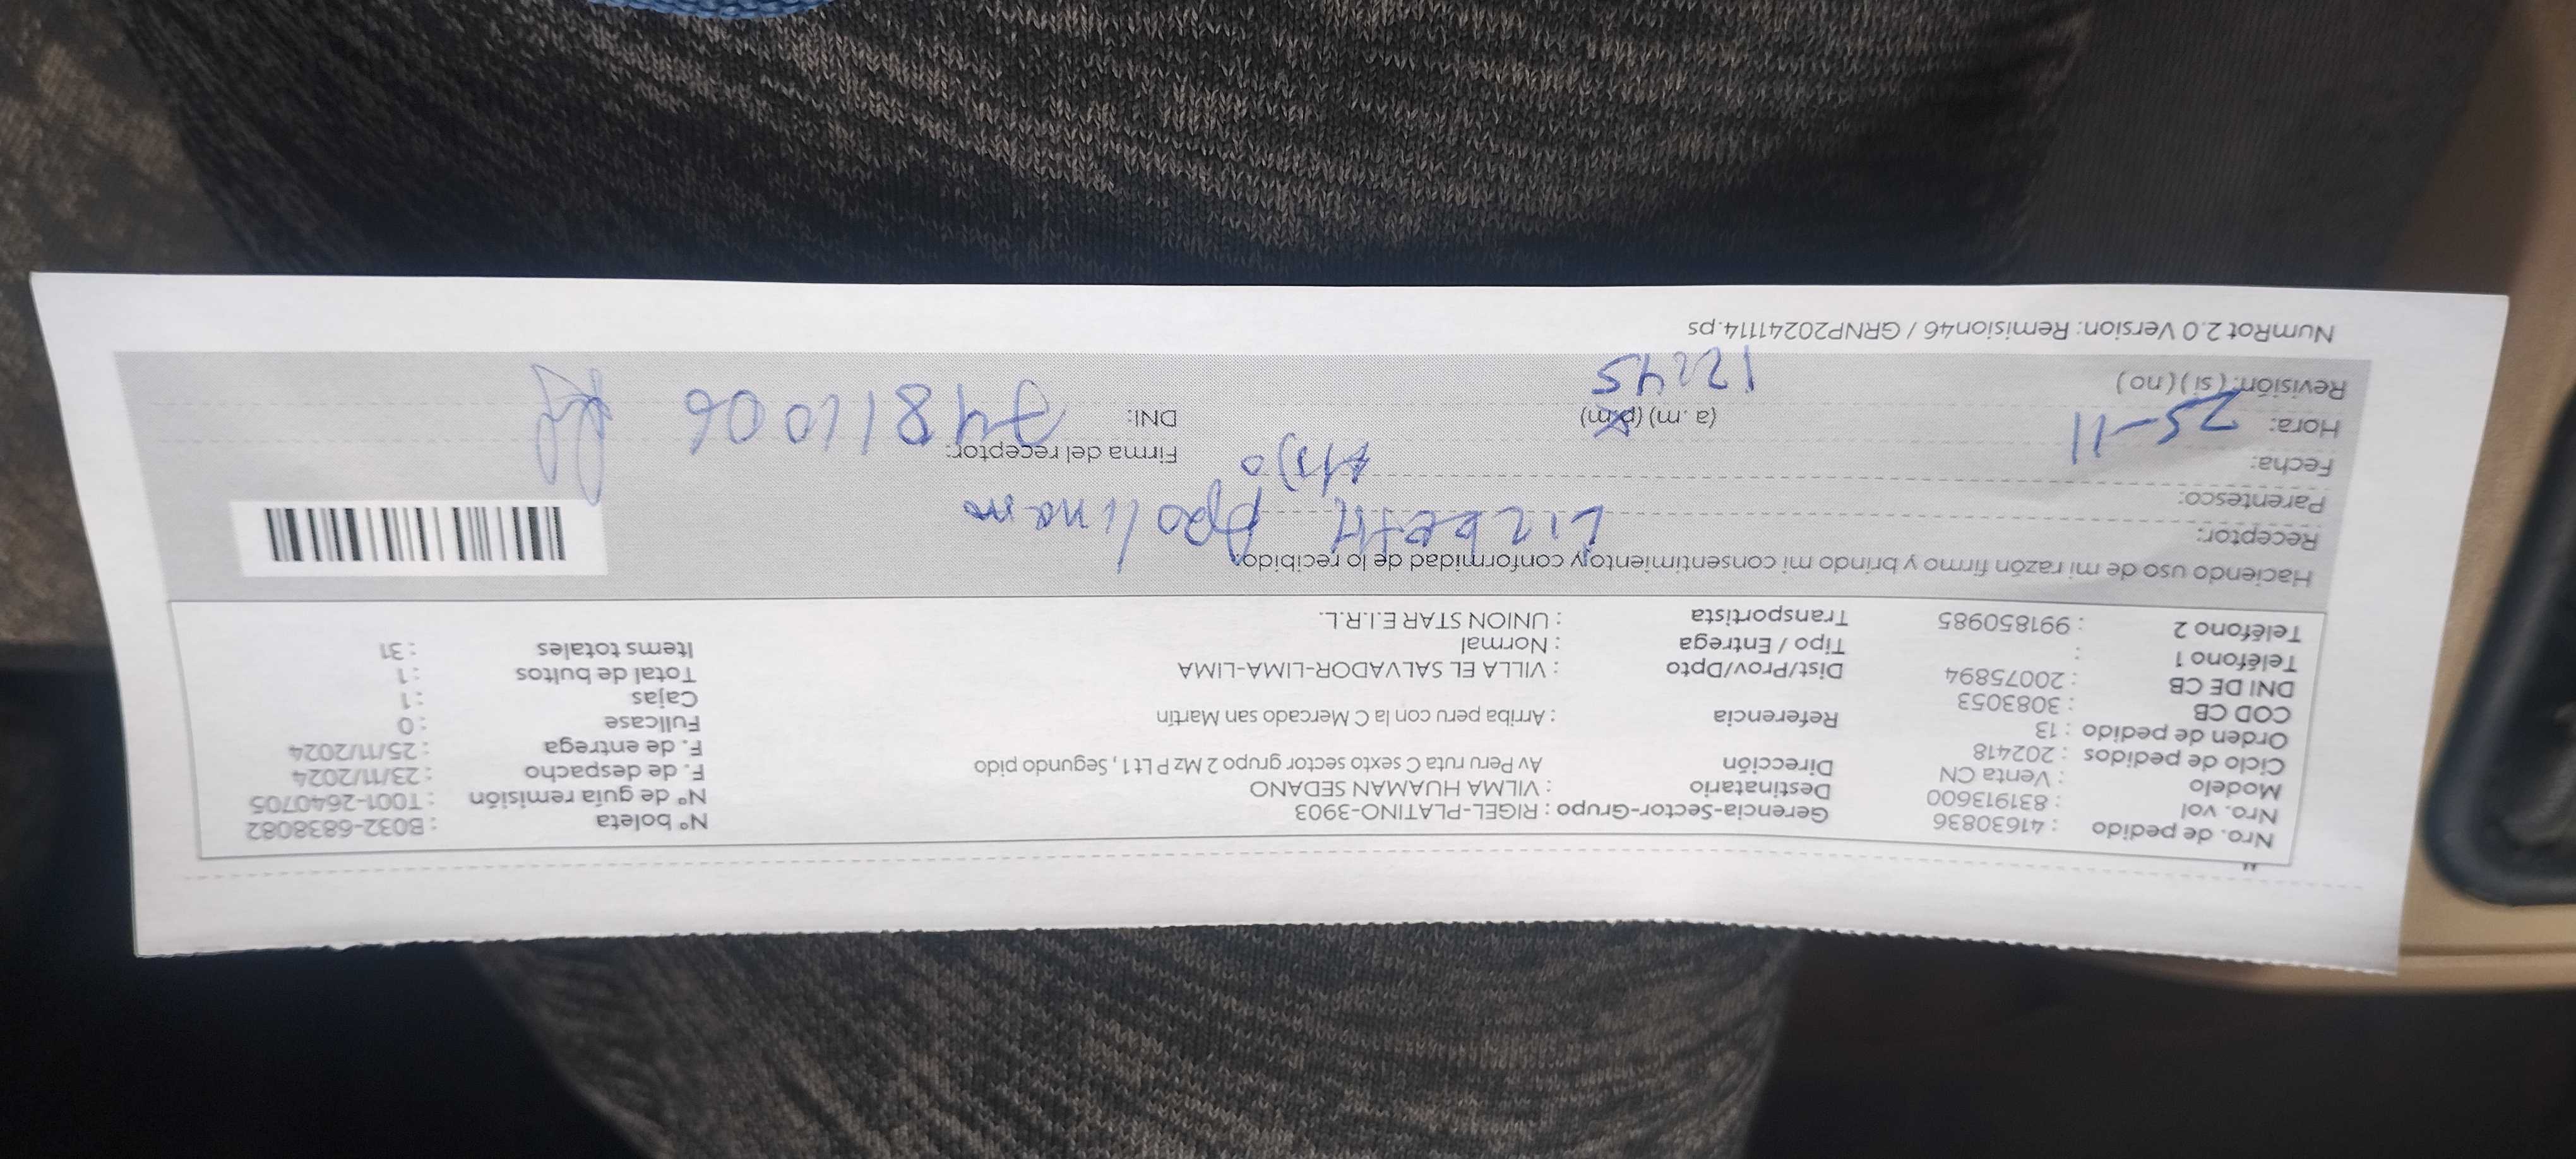 Nro. de pedido : 41630836 Gerencia-Sector-Grupo : RIGEL-PLATINO-3903 N° boleta : B032-6838082
Nro. vol : 831913600 Destinatario : VILMA HUAMAN SEDANO N° de guía remisión : T001-2640705
Modelo : Venta CN Dirección Av Peru ruta C sexto sector grupo 2 Mz P Lt 1, Segundo pido F. de despacho : 23/11/2024
Ciclo de pedidos : 202418 F. de entrega : 25/11/2024
Orden de pedido : 13 Referencia : Arriba peru con la C Mercado san Martín Fullcase : 0
COD CB : 3083053 Cajas : 1
DNI DE CB : 20075894 Dist/Prov/Dpto : VILLA EL SALVADOR-LIMA-LIMA Total de bultos : 1
Teléfono 1 : Tipo / Entrega : Normal Items totales : 31
Teléfono 2 : 991850985 Transportista : UNION STAR E.I.R.L.
Haciendo uso de mi razón firmo y brindo mi consentimiento y conformidad de lo recibido:
Receptor: Lizbeth
Parentesco: Hijo
Fecha: 25-11 Firma del receptor:
Hora: (a.m) (p.m) 12:45 DNI:
Revisión: (si) (no)
NumRot 2.0 Version: Remision46 / GRNP20241114.ps